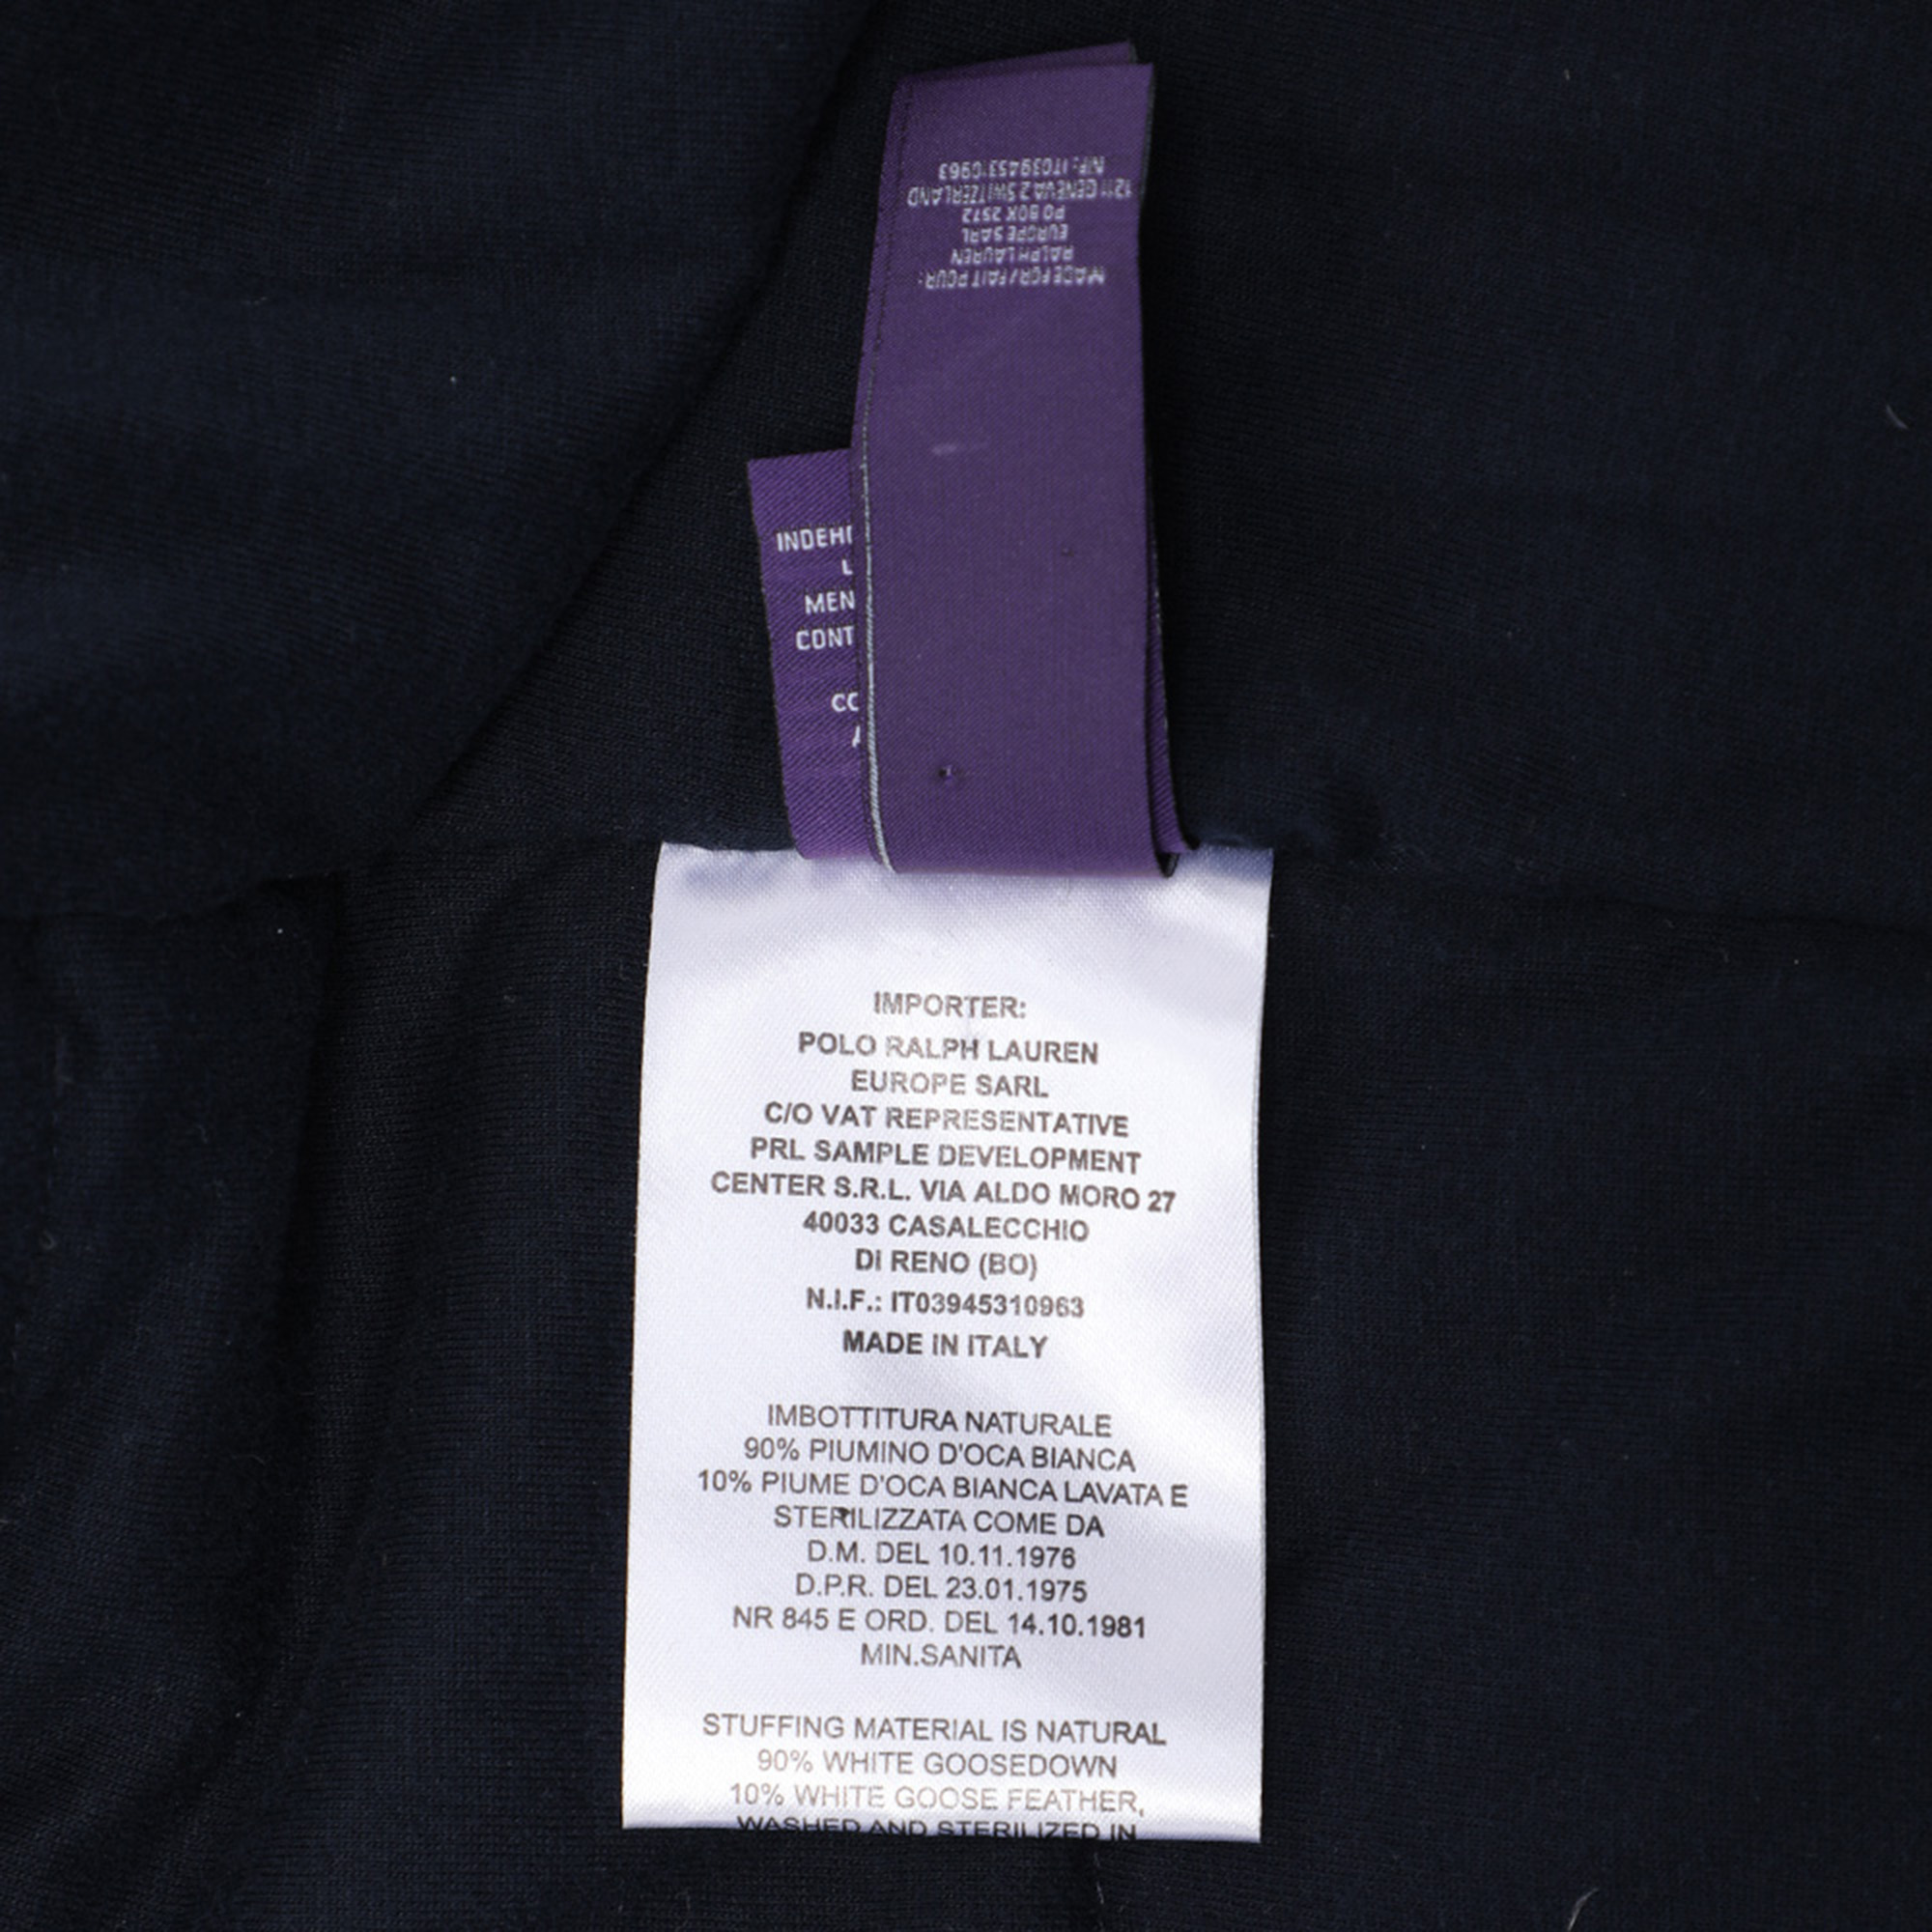 MADE FOR / FAIT POUR:
RALPH LAUREN
EUROPE SARL
PO BOX 2572
1211 GENEVA 2 SWITZERLAND
NIF: IT03945310963
MEN
CONT
IMPORTER:
POLO RALPH LAUREN
EUROPE SARL
C/O VAT REPRESENTATIVE
PRL SAMPLE DEVELOPMENT
CENTER S.R.L. VIA ALDO MORO 27
40033 CASALECCHIO
DI RENO (BO)
N.I.F.: IT03945310963
MADE IN ITALY
IMBOTTITURA NATURALE
90% PIUMINO D'OCA BIANCA
10% PIUME D'OCA BIANCA LAVATA E
STERILIZZATA COME DA
D.M. DEL 10.11.1976
D.P.R. DEL 23.01.1975
NR 845 E ORD. DEL 14.10.1981
MIN.SANITA
STUFFING MATERIAL IS NATURAL
90% WHITE GOOSEDOWN
10% WHITE GOOSE FEATHER,
WASHED AND STERILIZED IN